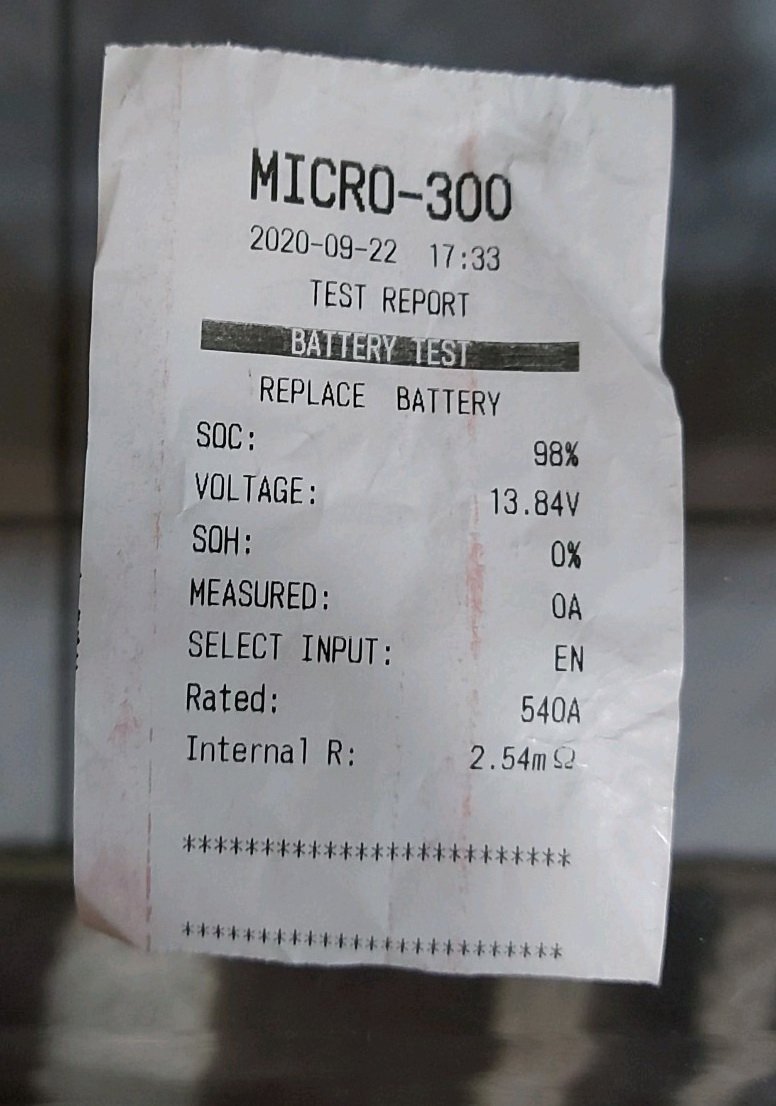 MICRO-300
2020-09-22 17:33
TEST REPORT
BATTERY TEST
REPLACE BATTERY
SOC: 98%
VOLTAGE: 13.84V
SOH: 0%
MEASURED: 0A
SELECT INPUT: EN
Rated: 540A
Internal R: 2.54mΩ
*************************
*************************